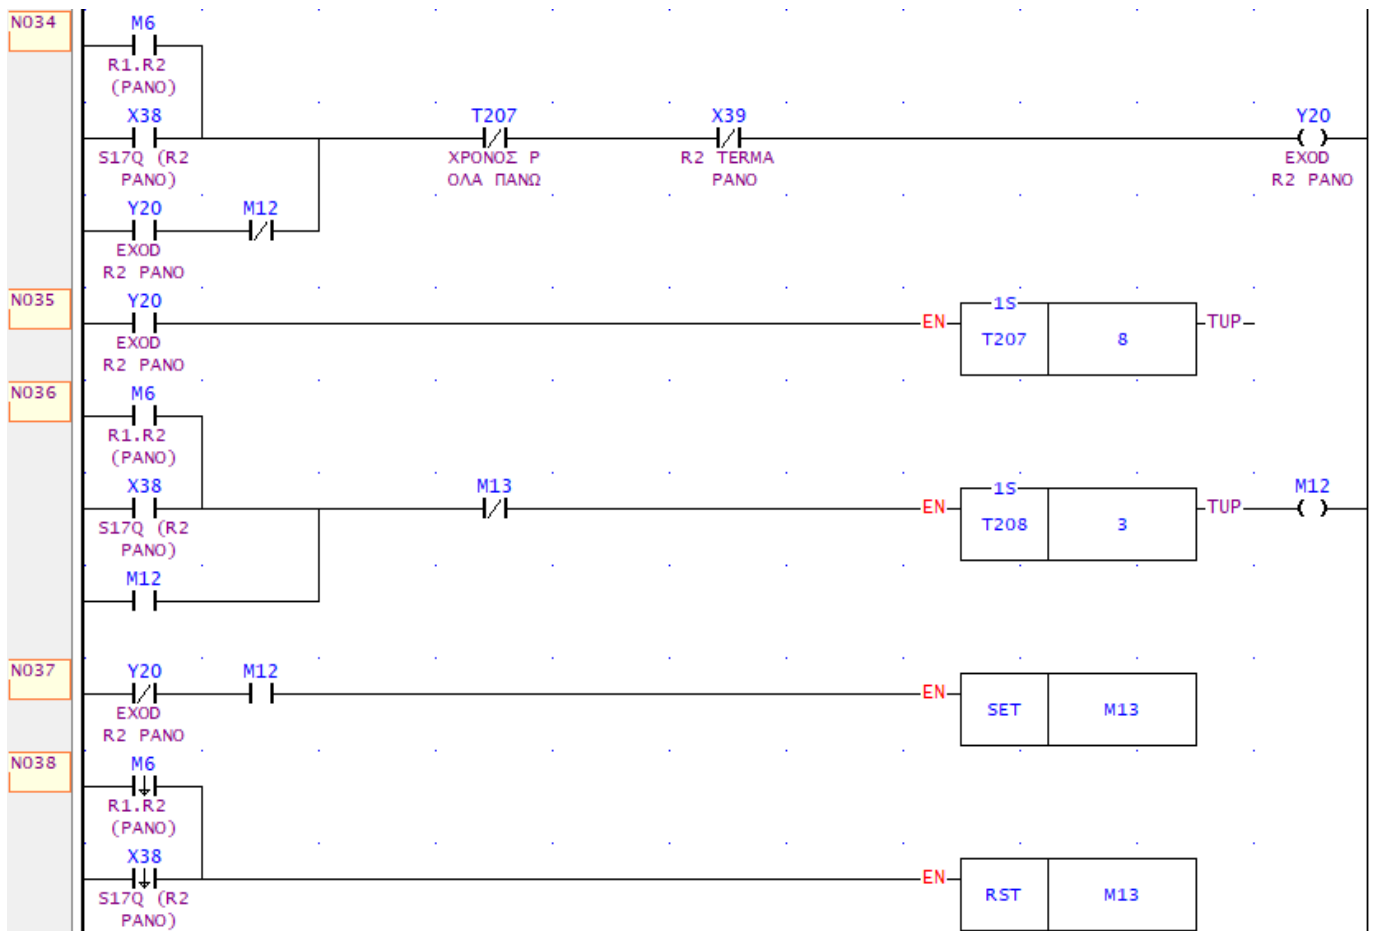 N034
M6
R1.R2
(PANO)
X38 T207 X39 Y20
S17Q (R2 ΧΡΟΝΟΣ Ρ R2 TERMA EXOD
PANO) ΟΛΑ ΠΑΝΩ PANO R2 PANO
Y20 M12
EXOD
R2 PANO
N035
Y20 1S
EN TUP
EXOD T207 8
R2 PANO
N036
M6
R1.R2
(PANO)
X38 M13 1S M12
EN TUP
S17Q (R2 T208 3
PANO)
M12
N037
Y20 M12
EN
EXOD SET M13
R2 PANO
N038
M6
R1.R2
(PANO)
X38
EN
S17Q (R2 RST M13
PANO)